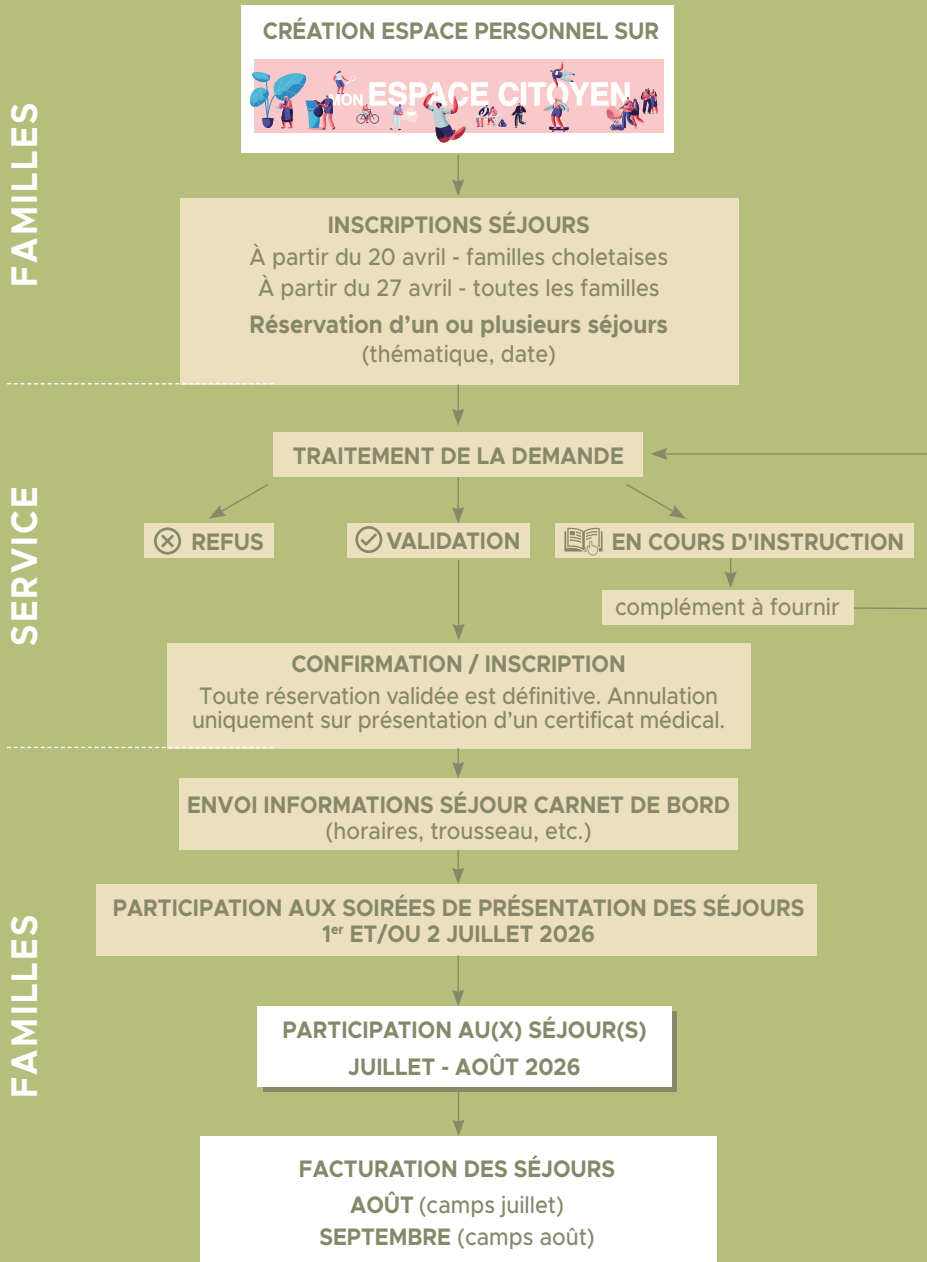 CRÉATION ESPACE PERSONNEL SUR
MON ESPACE CITOYEN
FAMILLES
INSCRIPTIONS SÉJOURS
À partir du 20 avril - familles choletaises
À partir du 27 avril - toutes les familles
Réservation d’un ou plusieurs séjours
(thématique, date)
SERVICE
TRAITEMENT DE LA DEMANDE
REFUS
VALIDATION
EN COURS D'INSTRUCTION
complément à fournir
CONFIRMATION / INSCRIPTION
Toute réservation validée est définitive. Annulation
uniquement sur présentation d’un certificat médical.
FAMILLES
ENVOI INFORMATIONS SÉJOUR CARNET DE BORD
(horaires, trousseau, etc.)
PARTICIPATION AUX SOIRÉES DE PRÉSENTATION DES SÉJOURS
1er ET/OU 2 JUILLET 2026
PARTICIPATION AU(X) SÉJOUR(S)
JUILLET - AOÛT 2026
FACTURATION DES SÉJOURS
AOÛT (camps juillet)
SEPTEMBRE (camps août)